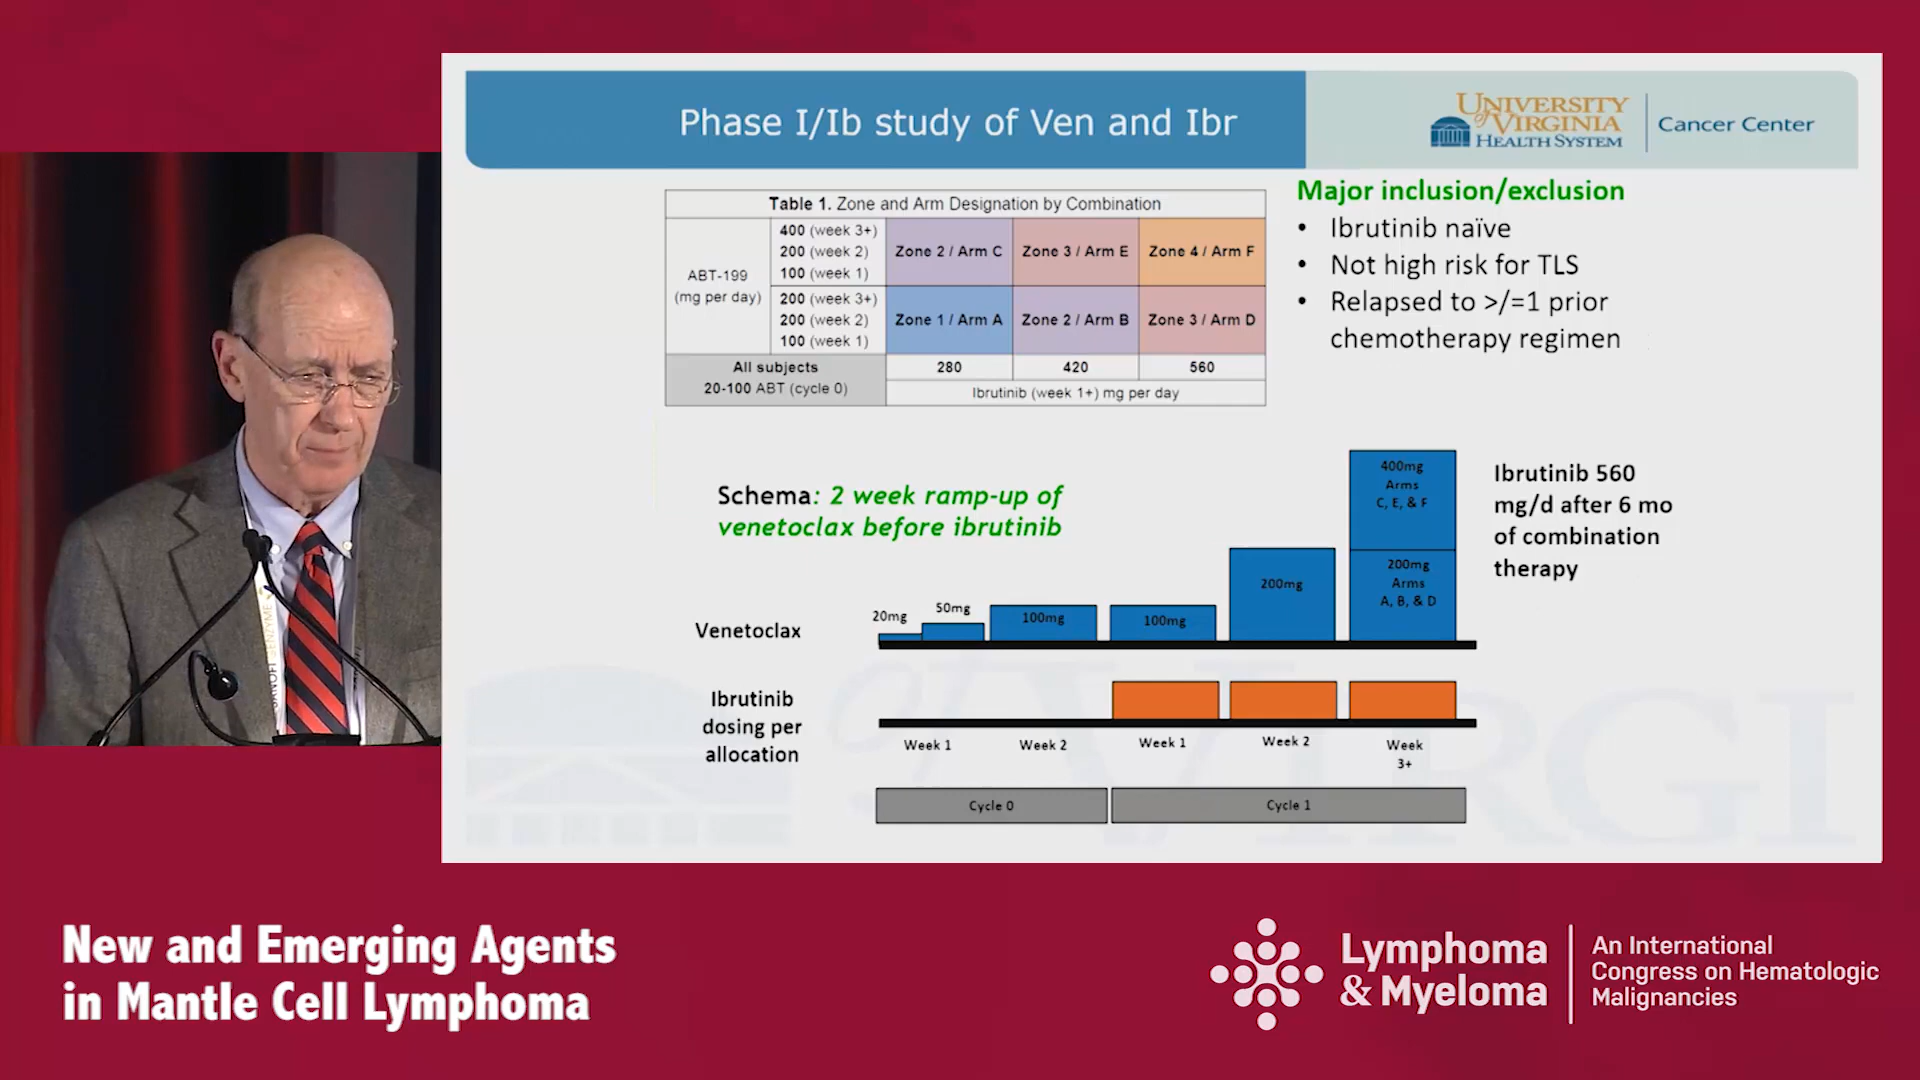 Phase I/Ib study of Ven and Ibr
UNIVERSITY
of VIRGINIA
HEALTH SYSTEM
Cancer Center
Table 1. Zone and Arm Designation by Combination
ABT-199
(mg per day)
400 (week 3+)
200 (week 2)
100 (week 1)
Zone 2 / Arm C
Zone 3 / Arm E
Zone 4 / Arm F
200 (week 3+)
200 (week 2)
100 (week 1)
Zone 1 / Arm A
Zone 2 / Arm B
Zone 3 / Arm D
All subjects
20-100 ABT (cycle 0)
280
420
560
Ibrutinib (week 1+) mg per day
Major inclusion/exclusion
• Ibrutinib naïve
• Not high risk for TLS
• Relapsed to >/=1 prior
chemotherapy regimen
Schema: 2 week ramp-up of
venetoclax before ibrutinib
Ibrutinib 560
mg/d after 6 mo
of combination
therapy
Venetoclax
20mg
50mg
100mg
100mg
200mg
400mg
Arms
C, E, & F
200mg
Arms
A, B, & D
Ibrutinib
dosing per
allocation
Week 1
Week 2
Week 1
Week 2
Week
3+
Cycle 0
Cycle 1
VIRGI
SANOFI GENZYME
New and Emerging Agents
in Mantle Cell Lymphoma
Lymphoma
& Myeloma
An International
Congress on Hematologic
Malignancies